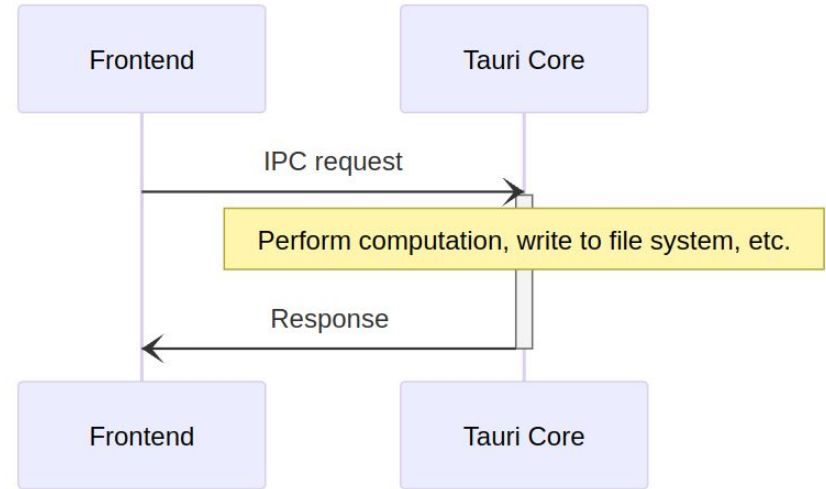 Frontend
Tauri Core
IPC request
Perform computation, write to file system, etc.
Response
Frontend
Tauri Core